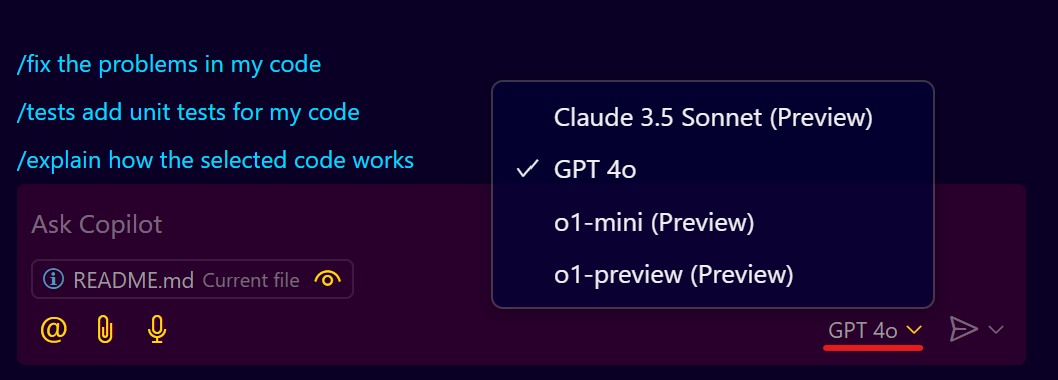 /fix the problems in my code
/tests add unit tests for my code
/explain how the selected code works
Claude 3.5 Sonnet (Preview)
GPT 4o
o1-mini (Preview)
o1-preview (Preview)
Ask Copilot
README.md Current file
@
GPT 4o